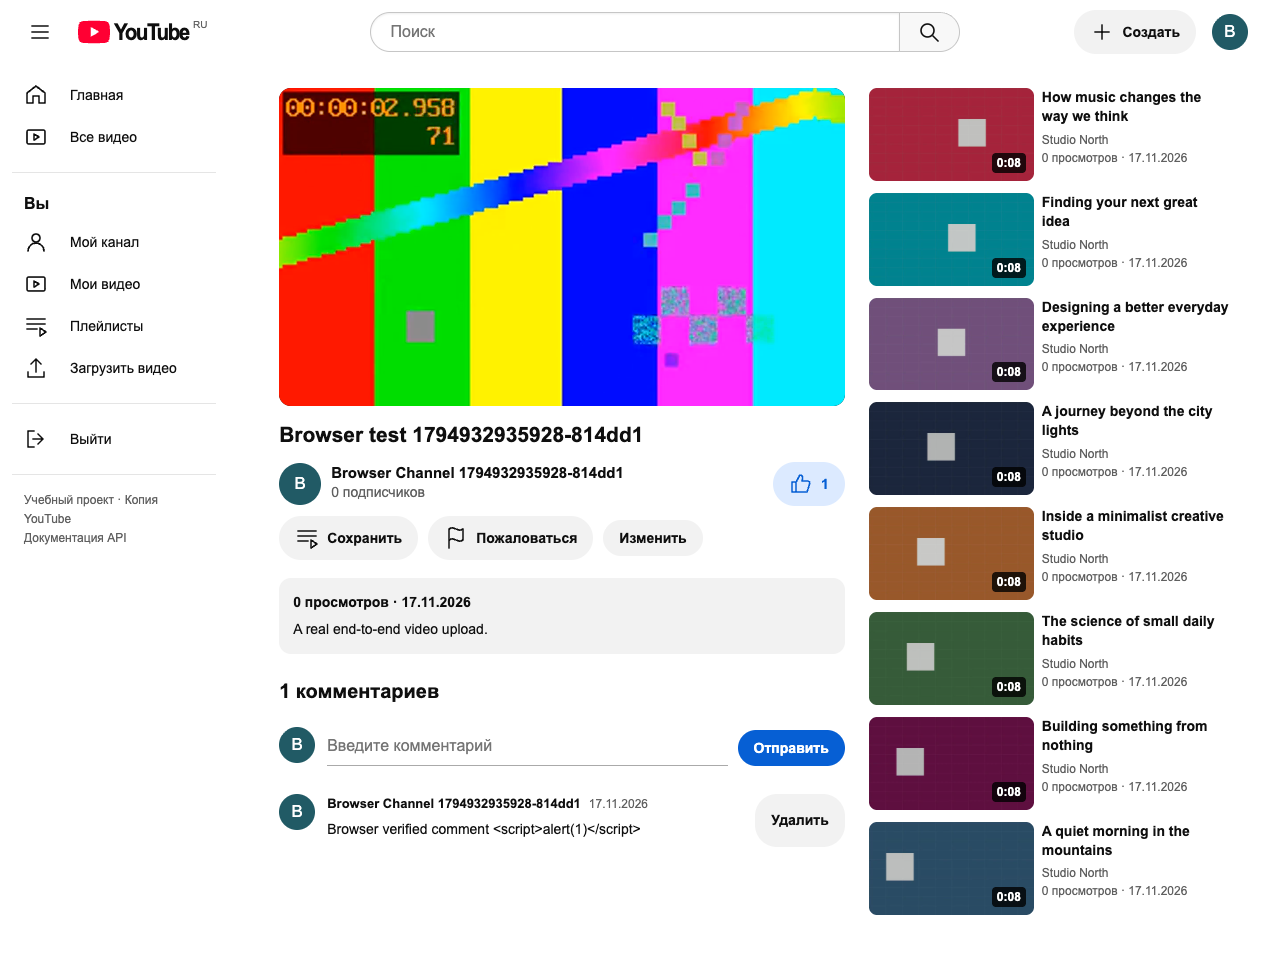 YouTube RU
Поиск
Создать
B
Главная
Все видео
Вы
Мой канал
Мои видео
Плейлисты
Загрузить видео
Выйти
Учебный проект · Копия
YouTube
Документация API
00:00:02.958
71
Browser test 1794932935928-814dd1
B
Browser Channel 1794932935928-814dd1
0 подписчиков
1
Сохранить
Пожаловаться
Изменить
0 просмотров · 17.11.2026
A real end-to-end video upload.
1 комментариев
B
Введите комментарий
Отправить
B
Browser Channel 1794932935928-814dd1 17.11.2026
Browser verified comment <script>alert(1)</script>
Удалить
0:08
How music changes the
way we think
Studio North
0 просмотров · 17.11.2026
0:08
Finding your next great
idea
Studio North
0 просмотров · 17.11.2026
0:08
Designing a better everyday
experience
Studio North
0 просмотров · 17.11.2026
0:08
A journey beyond the city
lights
Studio North
0 просмотров · 17.11.2026
0:08
Inside a minimalist creative
studio
Studio North
0 просмотров · 17.11.2026
0:08
The science of small daily
habits
Studio North
0 просмотров · 17.11.2026
0:08
Building something from
nothing
Studio North
0 просмотров · 17.11.2026
0:08
A quiet morning in the
mountains
Studio North
0 просмотров · 17.11.2026